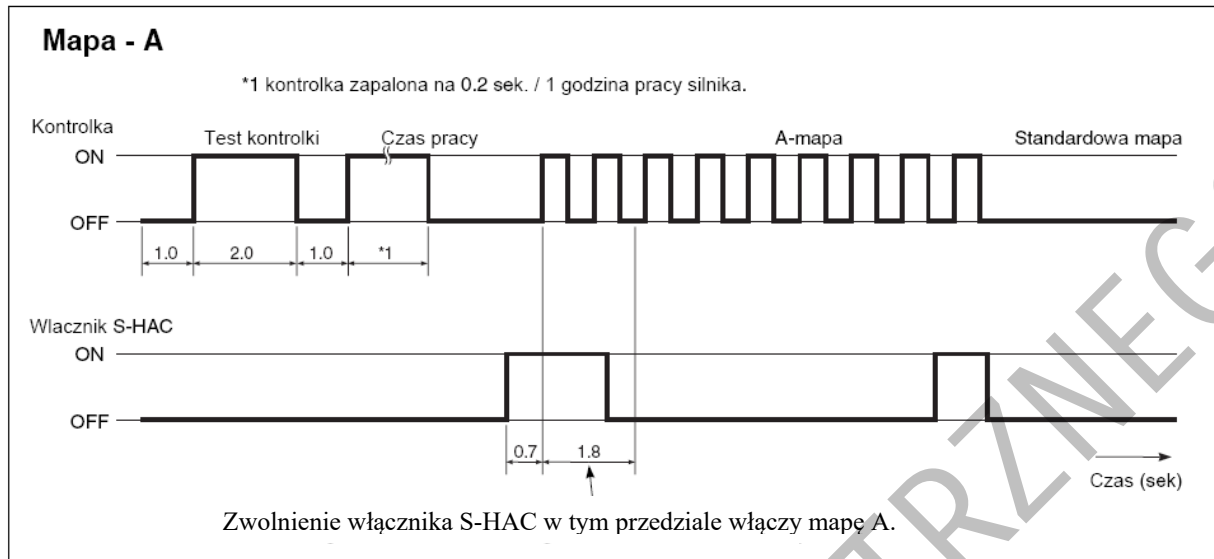 Mapa - A
*1 kontrolka zapalona na 0.2 sek. / 1 godzina pracy silnika.
Kontrolka
Test kontrolki Czas pracy A-mapa Standardowa mapa
ON
OFF
1.0 2.0 1.0 *1
Wlacznik S-HAC
ON
OFF
0.7 1.8
Czas (sek)
Zwolnienie włącznika S-HAC w tym przedziale włączy mapę A.
TRZNEG